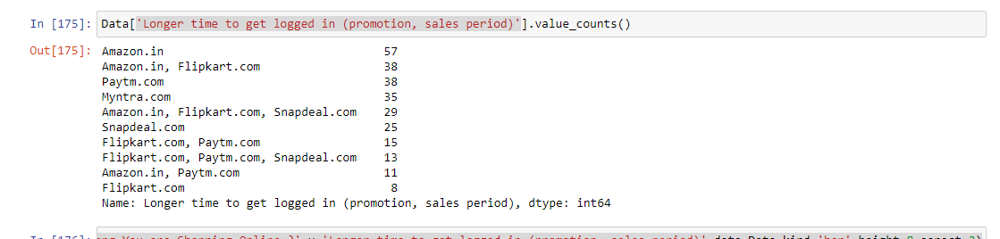 In [175]: Data['Longer time to get logged in (promotion, sales period)'].value_counts()
Out[175]: Amazon.in 57
Amazon.in, Flipkart.com 38
Paytm.com 38
Myntra.com 35
Amazon.in, Flipkart.com, Snapdeal.com 29
Snapdeal.com 25
Flipkart.com, Paytm.com 15
Flipkart.com, Paytm.com, Snapdeal.com 13
Amazon.in, Paytm.com 11
Flipkart.com 8
Name: Longer time to get logged in (promotion, sales period), dtype: int64